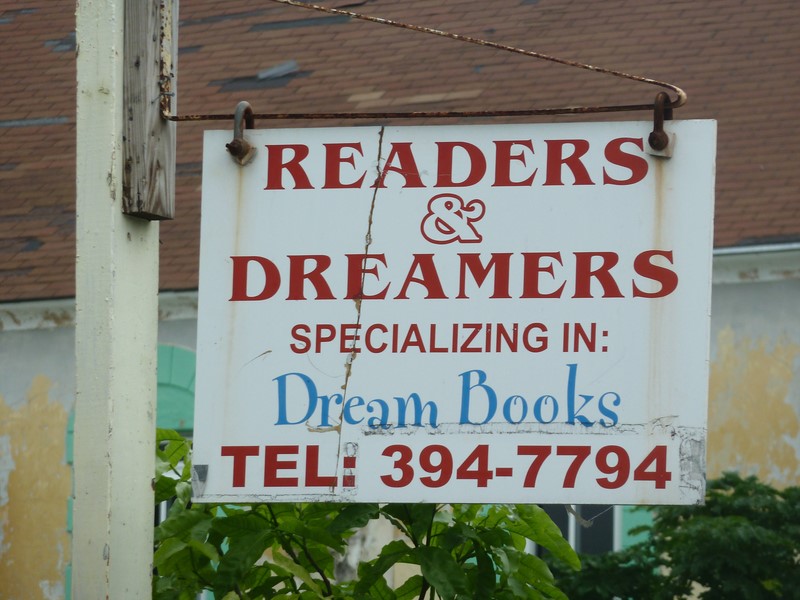 READERS
&
DREAMERS
SPECIALIZING IN:
Dream Books
TEL: 394-7794